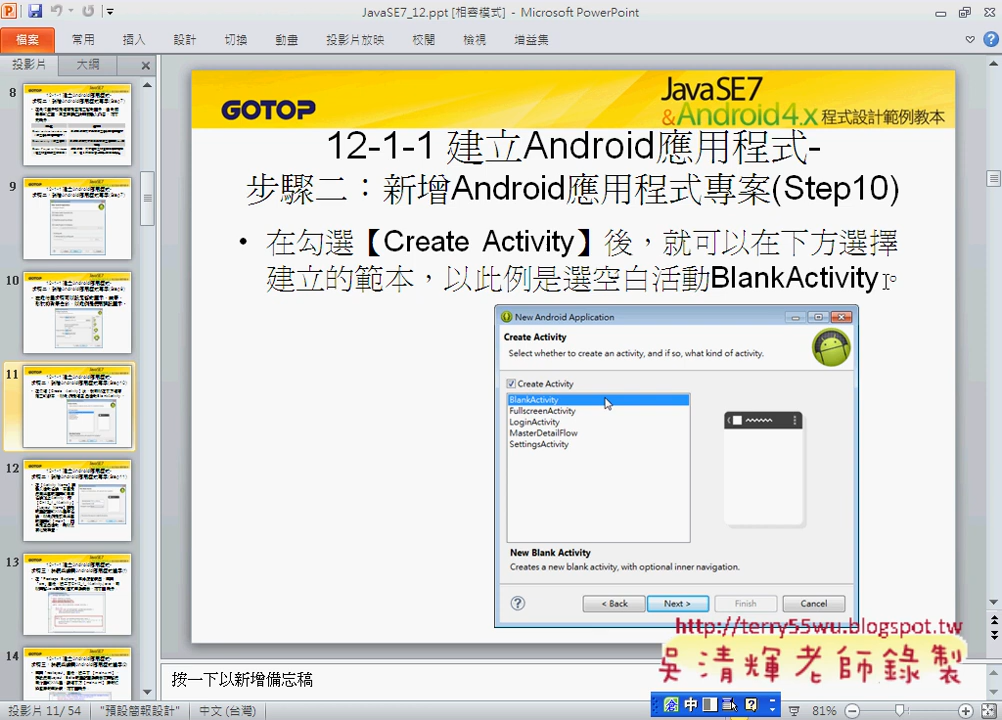 JavaSE7_12.ppt [相容模式] - Microsoft PowerPoint
檔案 常用 插入 設計 切換 動畫 投影片放映 校閱 檢視 增益集
投影片 大綱
8
9
10
11
12
13
14
GOTOP
JavaSE7
&Android4.x 程式設計範例教本
12-1-1 建立Android應用程式-
步驟二：新增Android應用程式專案(Step10)
• 在勾選【Create Activity】後，就可以在下方選擇
建立的範本，以此例是選空白活動BlankActivity。
New Android Application
Create Activity
Select whether to create an activity, and if so, what kind of activity.
Create Activity
BlankActivity
FullscreenActivity
LoginActivity
MasterDetailFlow
SettingsActivity
New Blank Activity
Creates a new blank activity, with optional inner navigation.
< Back Next > Finish Cancel
http://terry55wu.blogspot.tw
吳清輝老師錄製
按一下以新增備忘稿
投影片 11/54 "預設簡報設計" 中文 (台灣) 中 81%